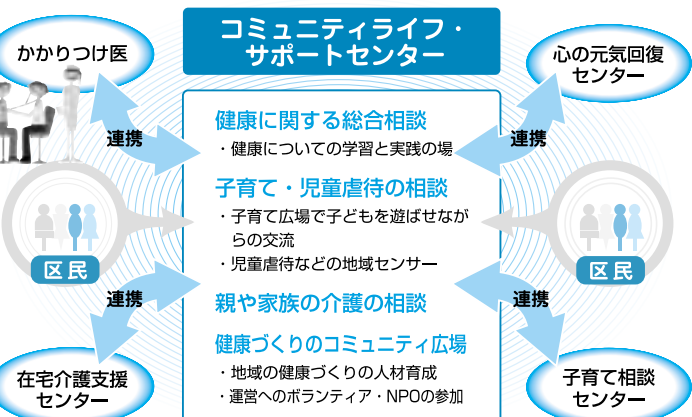 コミュニティライフ・
サポートセンター
かかりつけ医
心の元気回復
センター
連携
連携
健康に関する総合相談
・健康についての学習と実践の場
子育て・児童虐待の相談
・子育て広場で子どもを遊ばせなが
らの交流
・児童虐待などの地域センサー
区民
区民
親や家族の介護の相談
連携
連携
健康づくりのコミュニティ広場
・地域の健康づくりの人材育成
・運営へのボランティア・NPOの参加
在宅介護支援
センター
子育て相談
センター